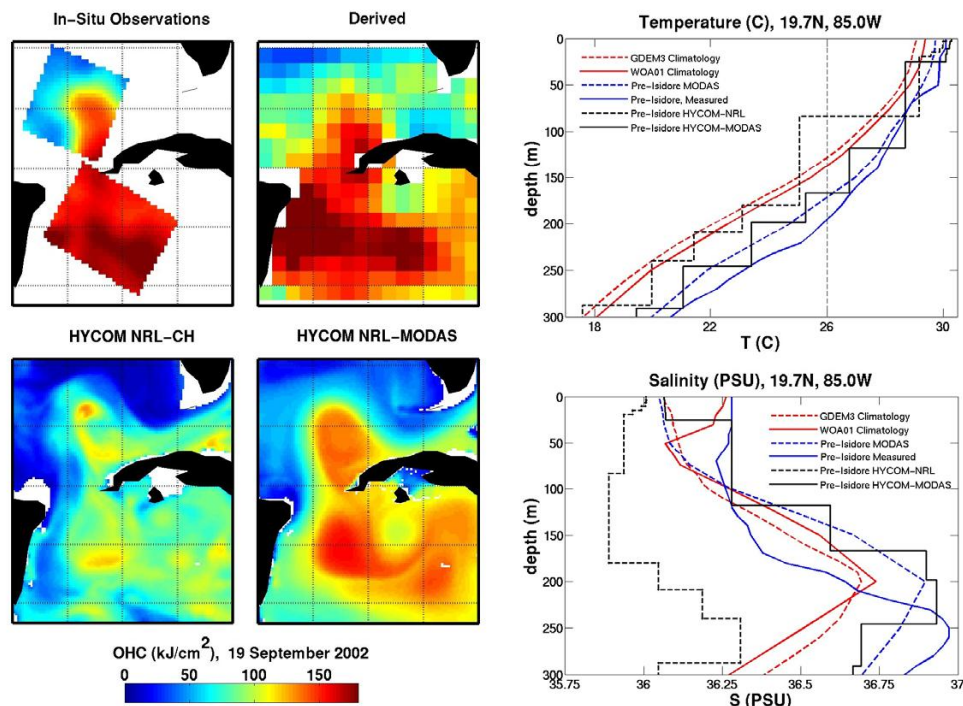 In-Situ Observations
Derived
HYCOM NRL-CH
HYCOM NRL-MODAS
OHC (kJ/cm2), 19 September 2002
0 50 100 150
Temperature (C), 19.7N, 85.0W
0
50
100
150
200
250
300
depth (m)
GDEM3 Climatology
WOA01 Climatology
Pre-Isidore MODAS
Pre-Isidore, Measured
Pre-Isidore HYCOM-NRL
Pre-Isidore HYCOM-MODAS
18 22 26 30
T (C)
Salinity (PSU), 19.7N, 85.0W
0
50
100
150
200
250
300
depth (m)
GDEM3 Climatology
WOA01 Climatology
Pre-Isidore MODAS
Pre-Isidore Measured
Pre-Isidore HYCOM-NRL
Pre-Isidore HYCOM-MODAS
35.75 36 36.25 36.5 36.75 37
S (PSU)